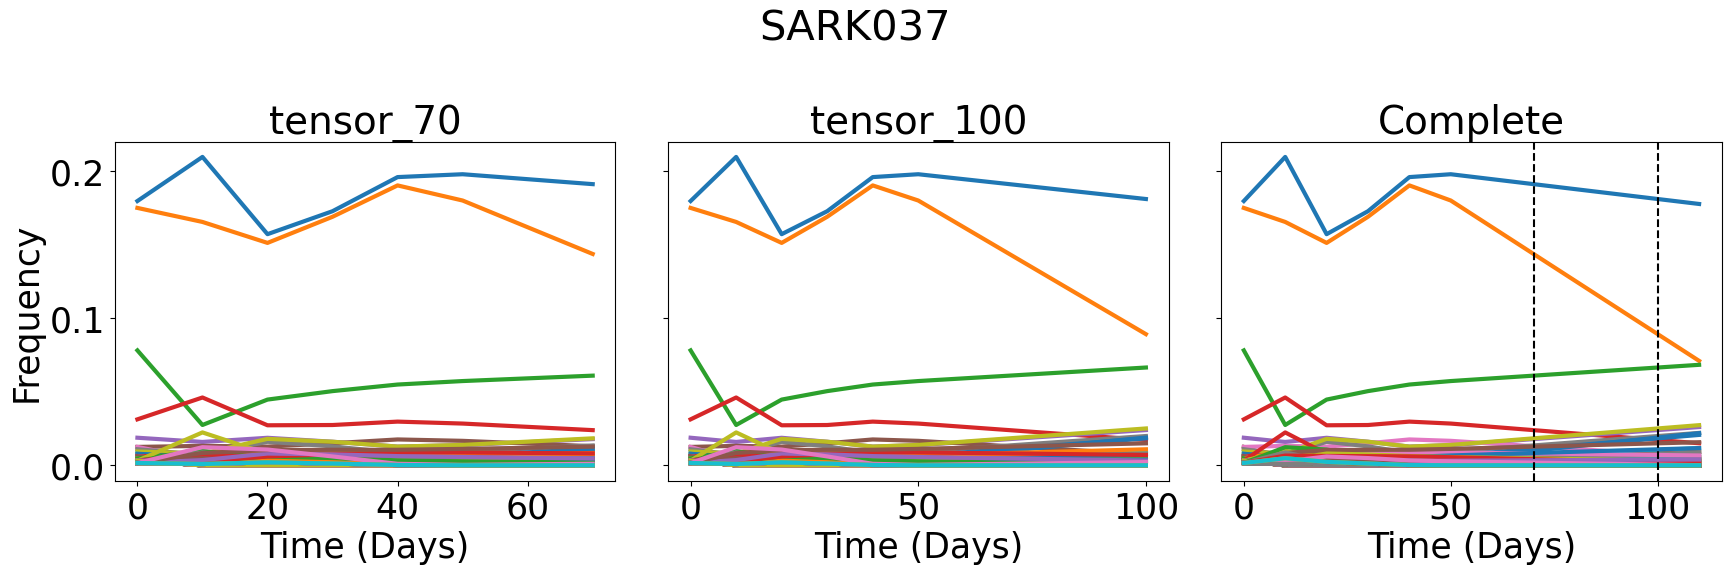 SARK037
tensor_70
tensor_100
Complete
Frequency
0.2
0.1
0.0
0 20 40 60
0 50 100
0 50 100
Time (Days)
Time (Days)
Time (Days)